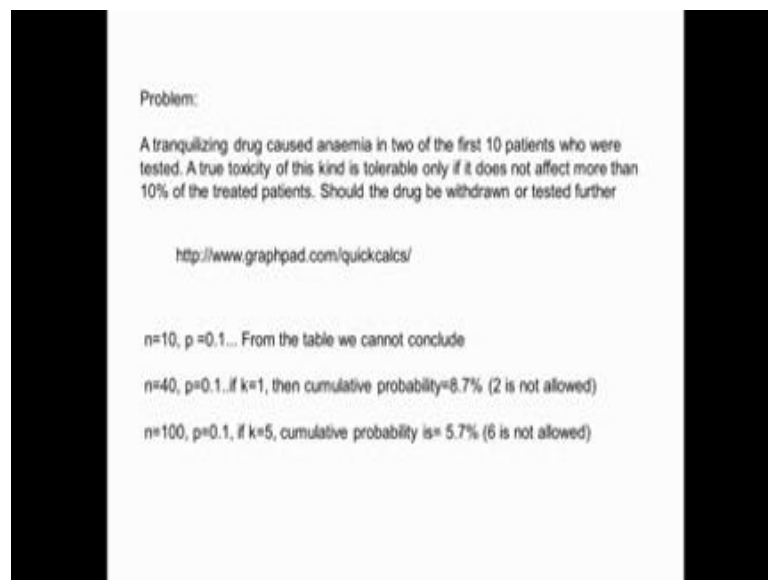 Problem:
A tranquilizing drug caused anaemia in two of the first 10 patients who were
tested. A true toxicity of this kind is tolerable only if it does not affect more than
10% of the treated patients. Should the drug be withdrawn or tested further
http://www.graphpad.com/quickcalcs/
n=10, p =0.1... From the table we cannot conclude
n=40, p=0.1..if k=1, then cumulative probability=8.7% (2 is not allowed)
n=100, p=0.1, if k=5, cumulative probability is= 5.7% (6 is not allowed)